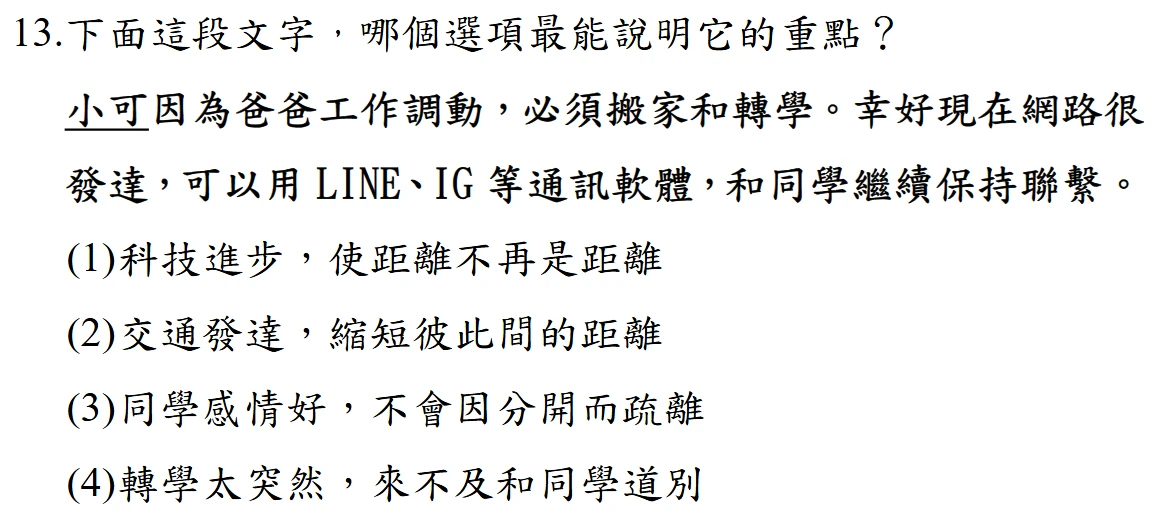 13.下面這段文字，哪個選項最能說明它的重點？
小可因為爸爸工作調動，必須搬家和轉學。幸好現在網路很
發達，可以用 LINE、IG 等通訊軟體，和同學繼續保持聯繫。
(1)科技進步，使距離不再是距離
(2)交通發達，縮短彼此間的距離
(3)同學感情好，不會因分開而疏離
(4)轉學太突然，來不及和同學道別